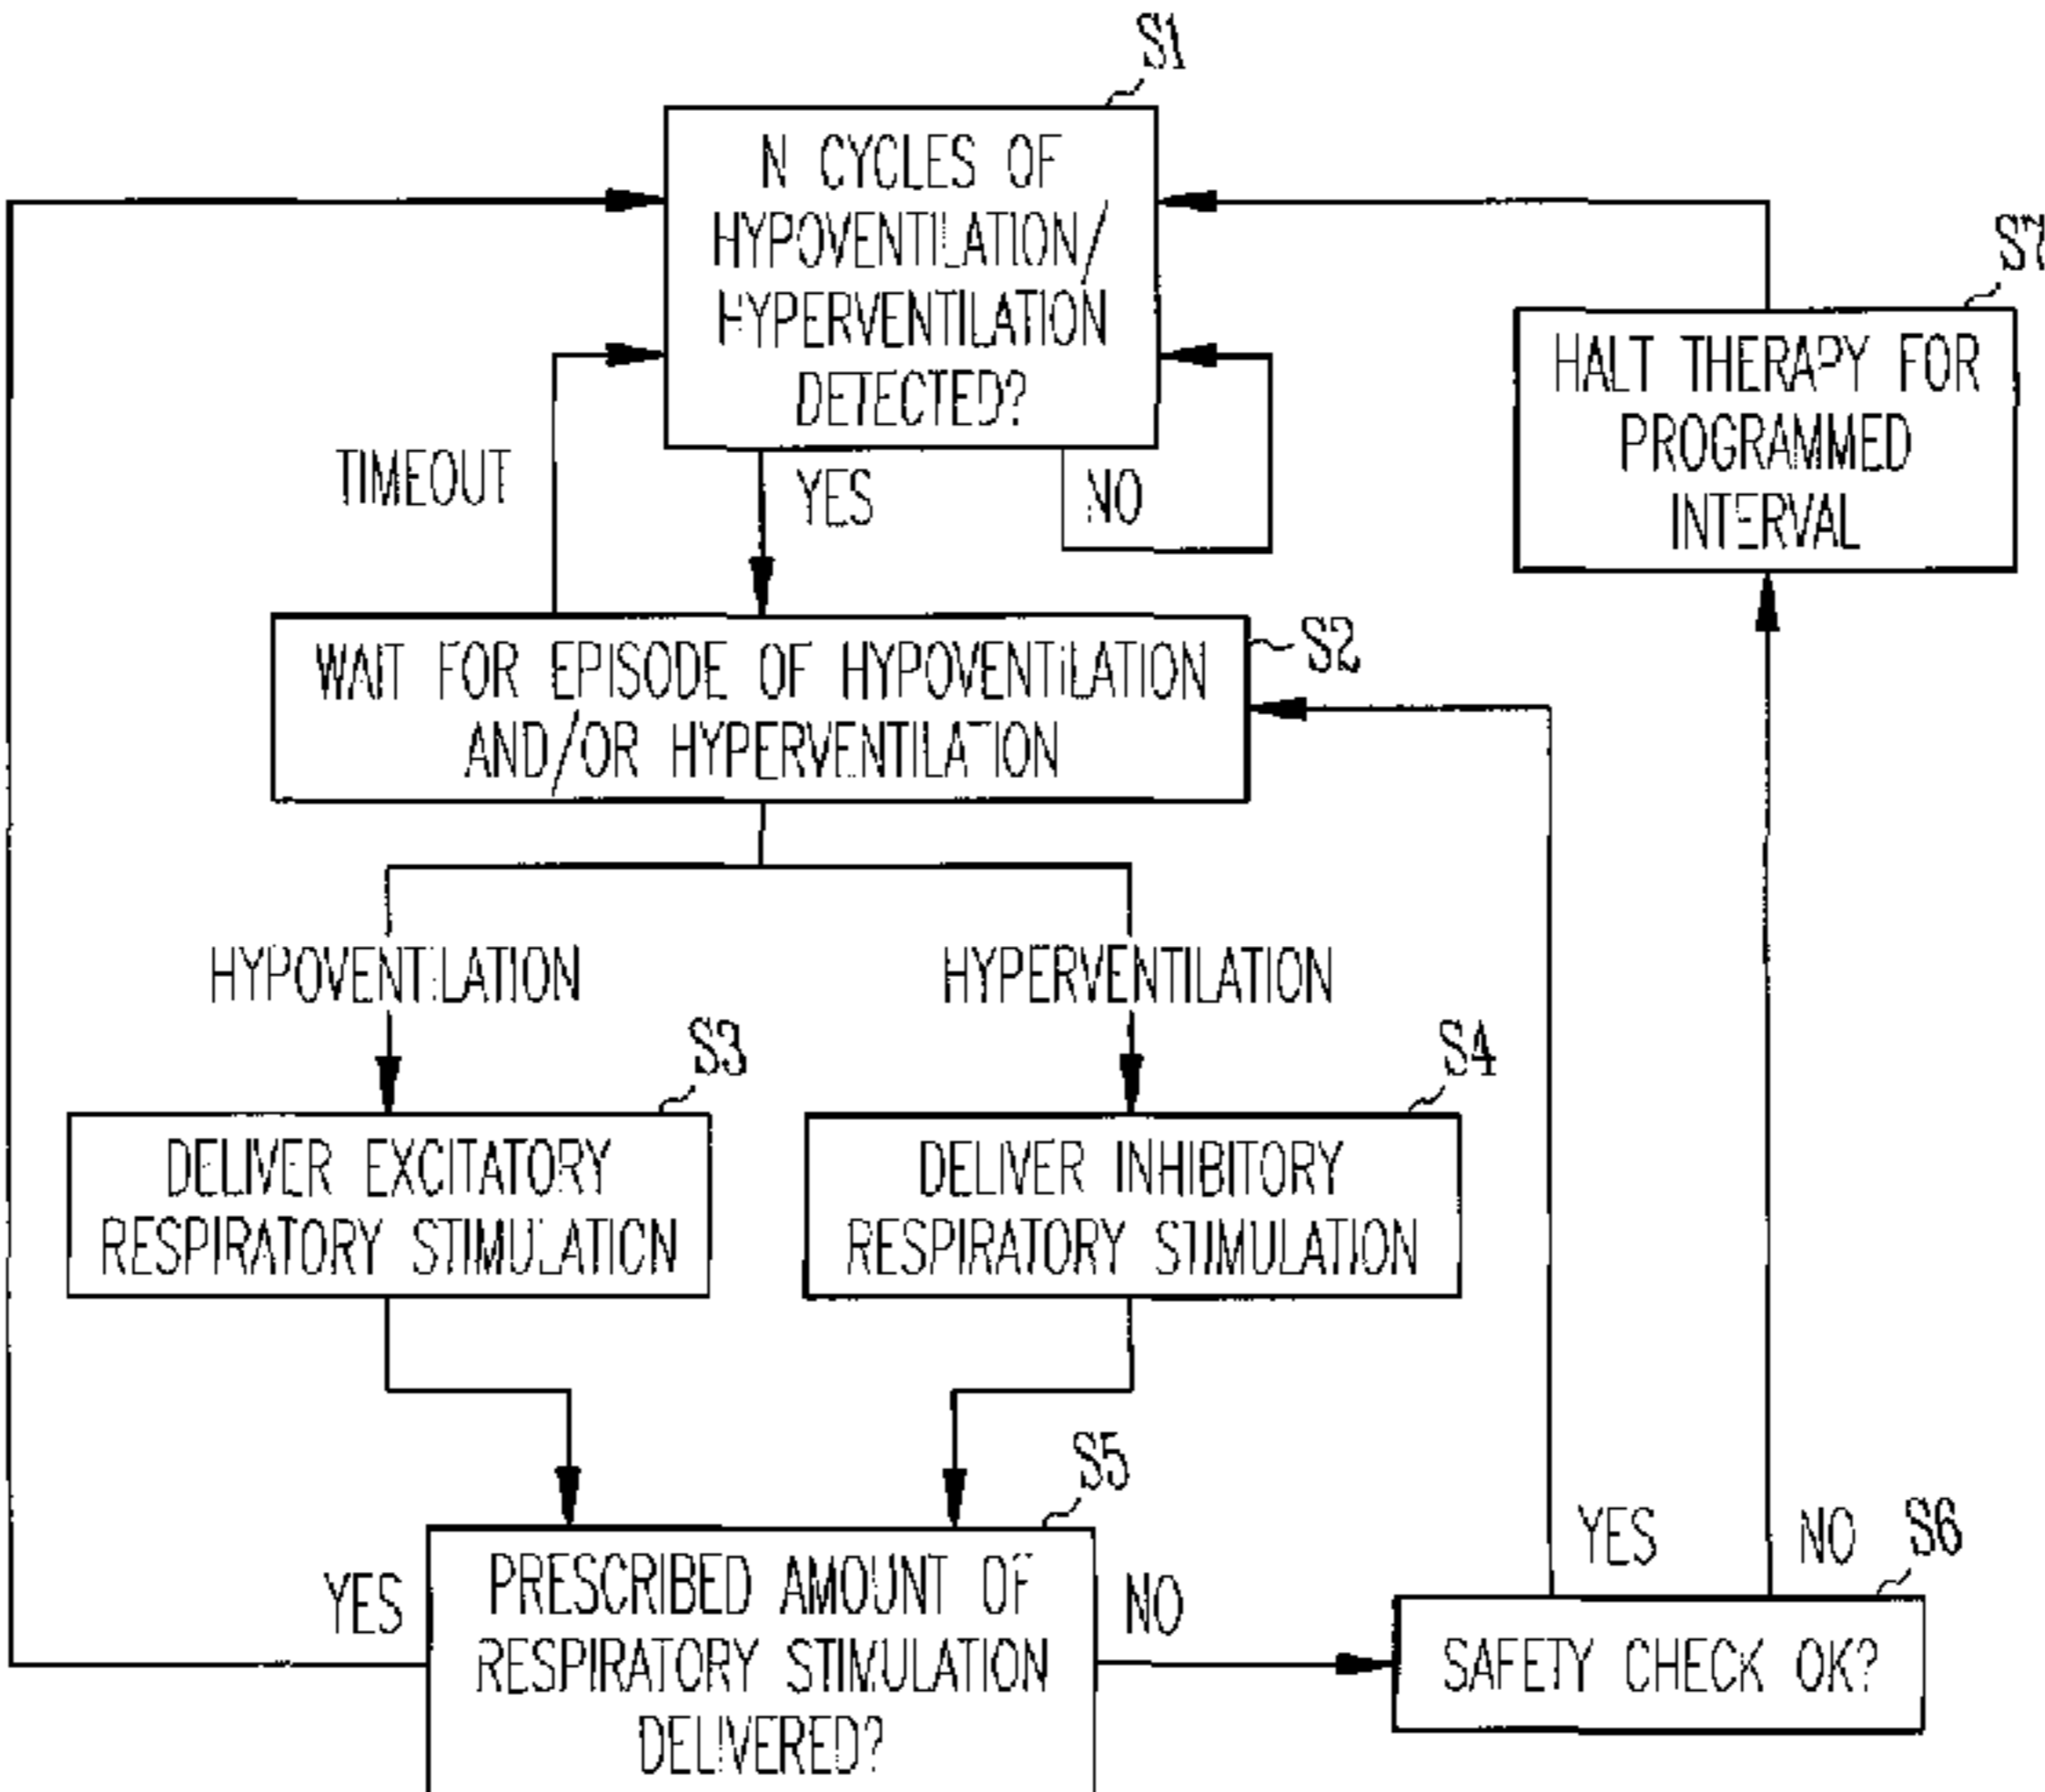 S1
N CYCLES OF
HYPOVENTILATION/
HYPERVENTILATION
DETECTED?
S7
HALT THERAPY FOR
PROGRAMMED
INTERVAL
TIMEOUT
YES
NO
S2
WAIT FOR EPISODE OF HYPOVENTILATION
AND/OR HYPERVENTILATION
HYPOVENTILATION
HYPERVENTILATION
S3
DELIVER EXCITATORY
RESPIRATORY STIMULATION
S4
DELIVER INHIBITORY
RESPIRATORY STIMULATION
S5
YES
PRESCRIBED AMOUNT OF
RESPIRATORY STIMULATION
DELIVERED?
NO
YES
NO
S6
SAFETY CHECK OK?